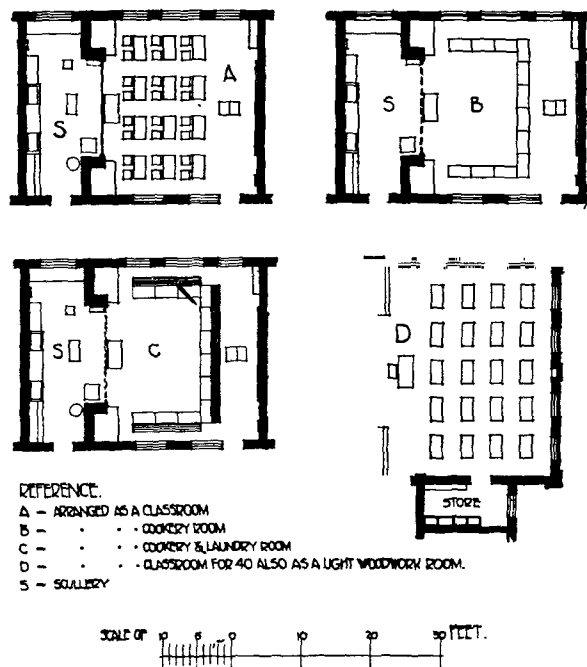 A
S
S
B
S
C
D
STORE
REFERENCE.
A - ARRANGED AS A CLASSROOM
B - · · · COOKERY ROOM
C - · · · COOKERY & LAUNDRY ROOM
D - · · · CLASSROOM FOR 40 ALSO AS A LIGHT WOODWORK ROOM.
S - SCULLERY
SCALE OF 10 5 0 10 20 30 FEET.